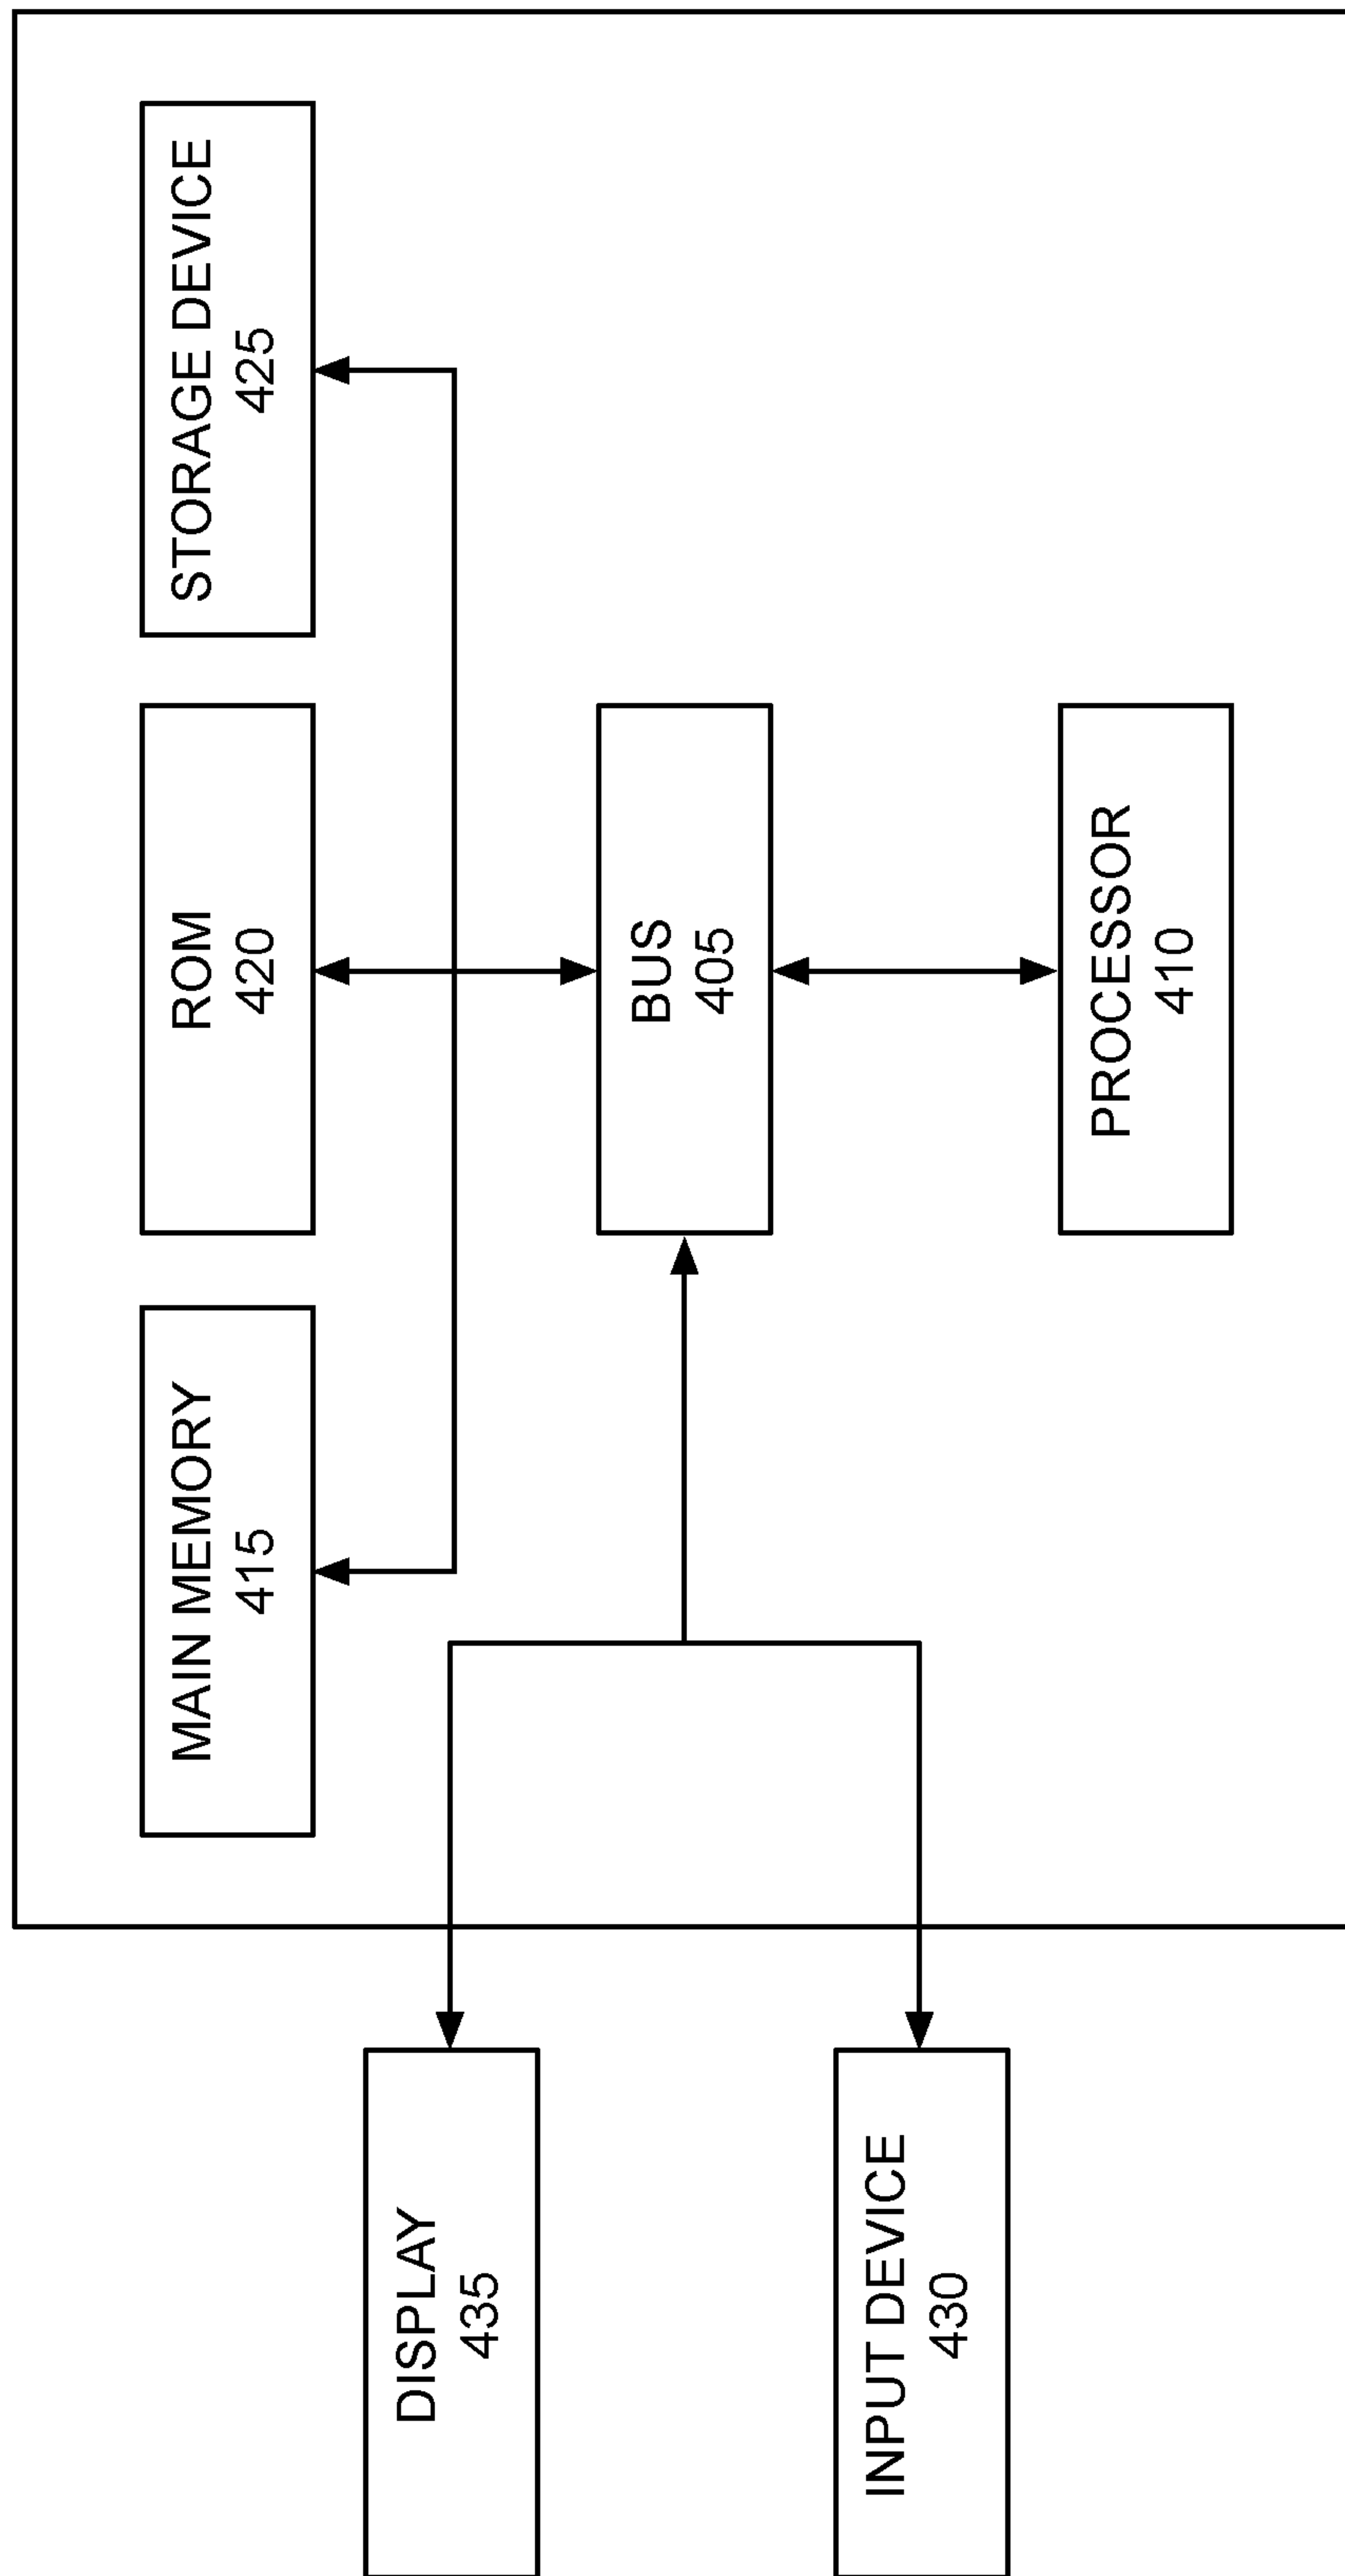 MAIN MEMORY
415
ROM
420
STORAGE DEVICE
425
DISPLAY
435
BUS
405
INPUT DEVICE
430
PROCESSOR
410